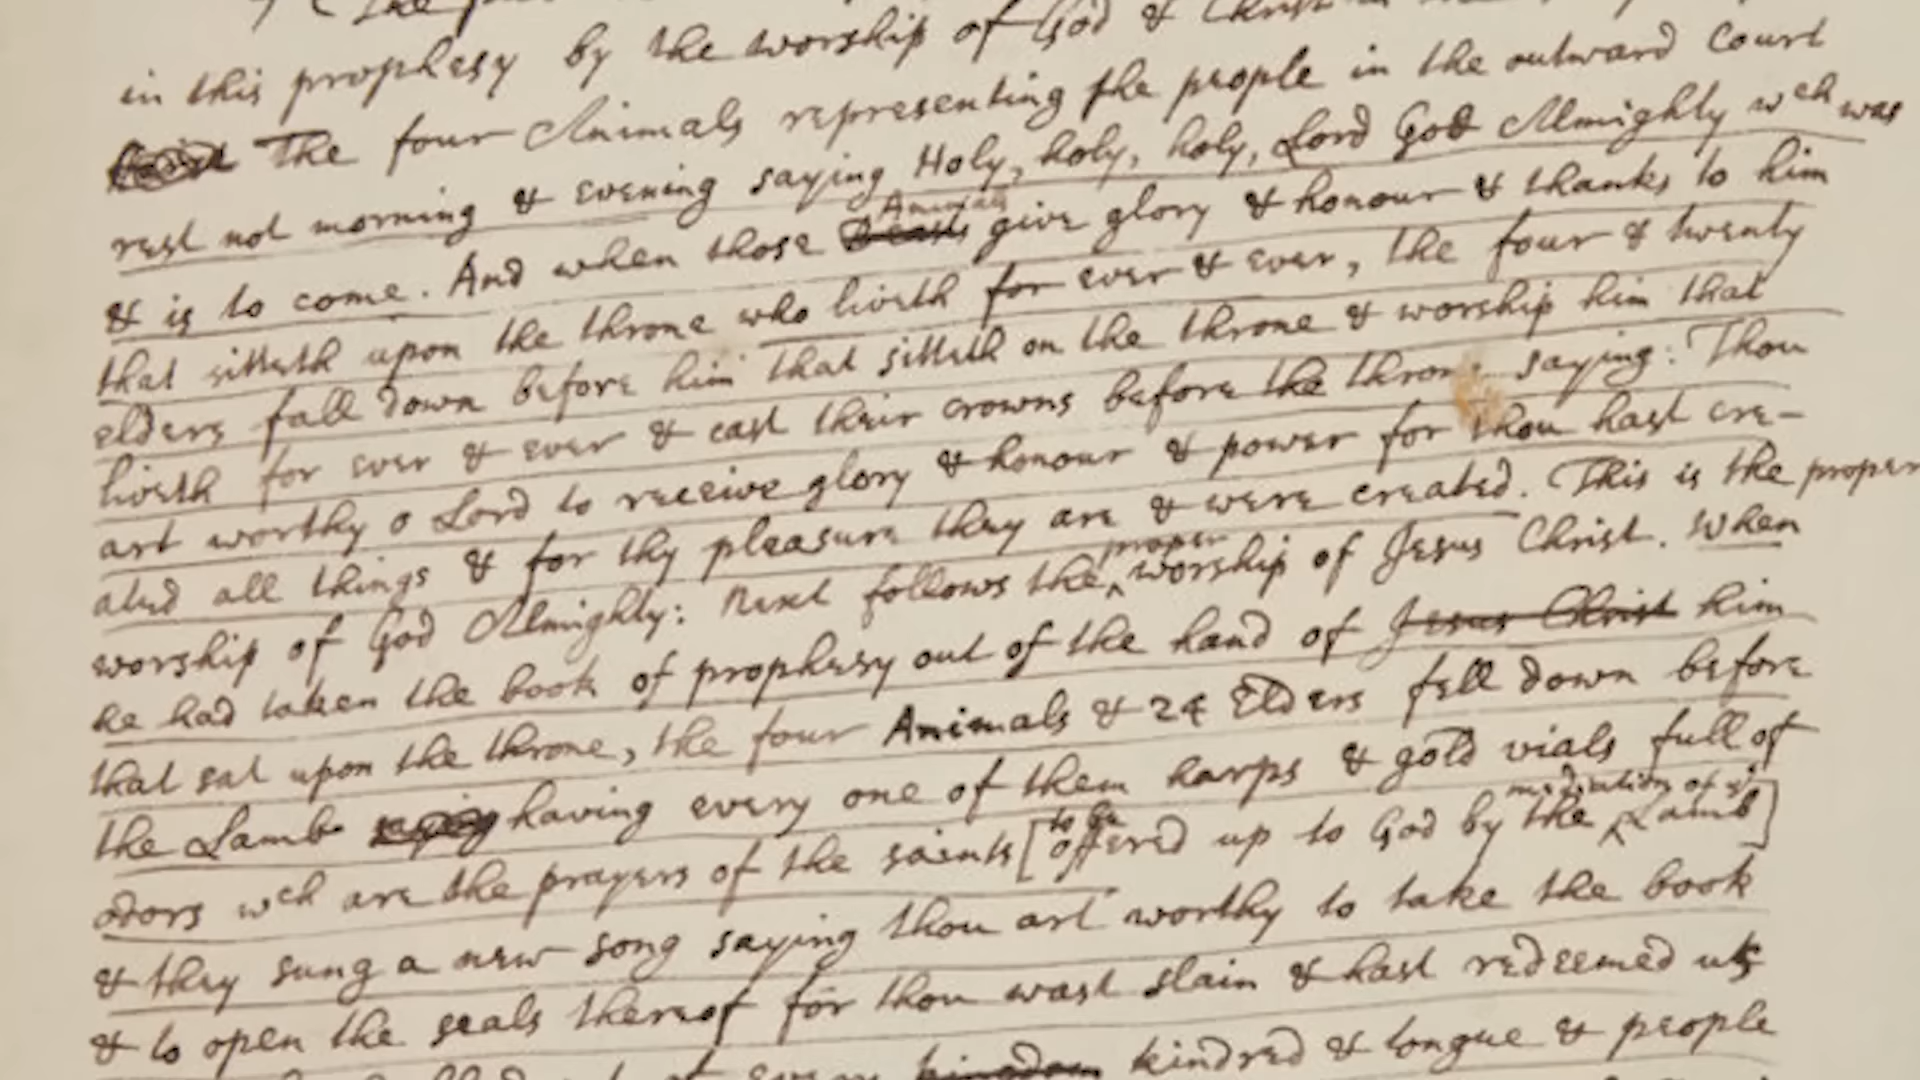 in this prophesy by the worship of God & Christ
The four Animals representing the people in the outward court
rest not morning & evening saying Holy, holy, holy, Lord God Almighty wch was
& is to come. And when those Beasts Animals give glory & honour & thanks to him
that sitteth upon the throne who liveth for ever & ever, the four & twenty
elders fall down before him that sitteth on the throne & worship him that
liveth for ever & ever & cast their crowns before the throne saying: Thou
art worthy o Lord to receive glory & honour & power for thou hast cre-
ated all things & for thy pleasure they are & were created. This is the proper
worship of God Almighty: Next follows the proper worship of Jesus Christ. When
he had taken the book of prophesy out of the hand of Jesus Christ him
that sat upon the throne, the four Animals & 24 Elders fell down before
the Lamb having every one of them harps & gold vials full of
odors wch are the prayers of the saints [to be offered up to God by the mediation of ye Lamb]
& they sung a new song saying thou art worthy to take the book
& to open the seals thereof for thou wast slain & hast redeemed us
every kingdom kindred & tongue & people